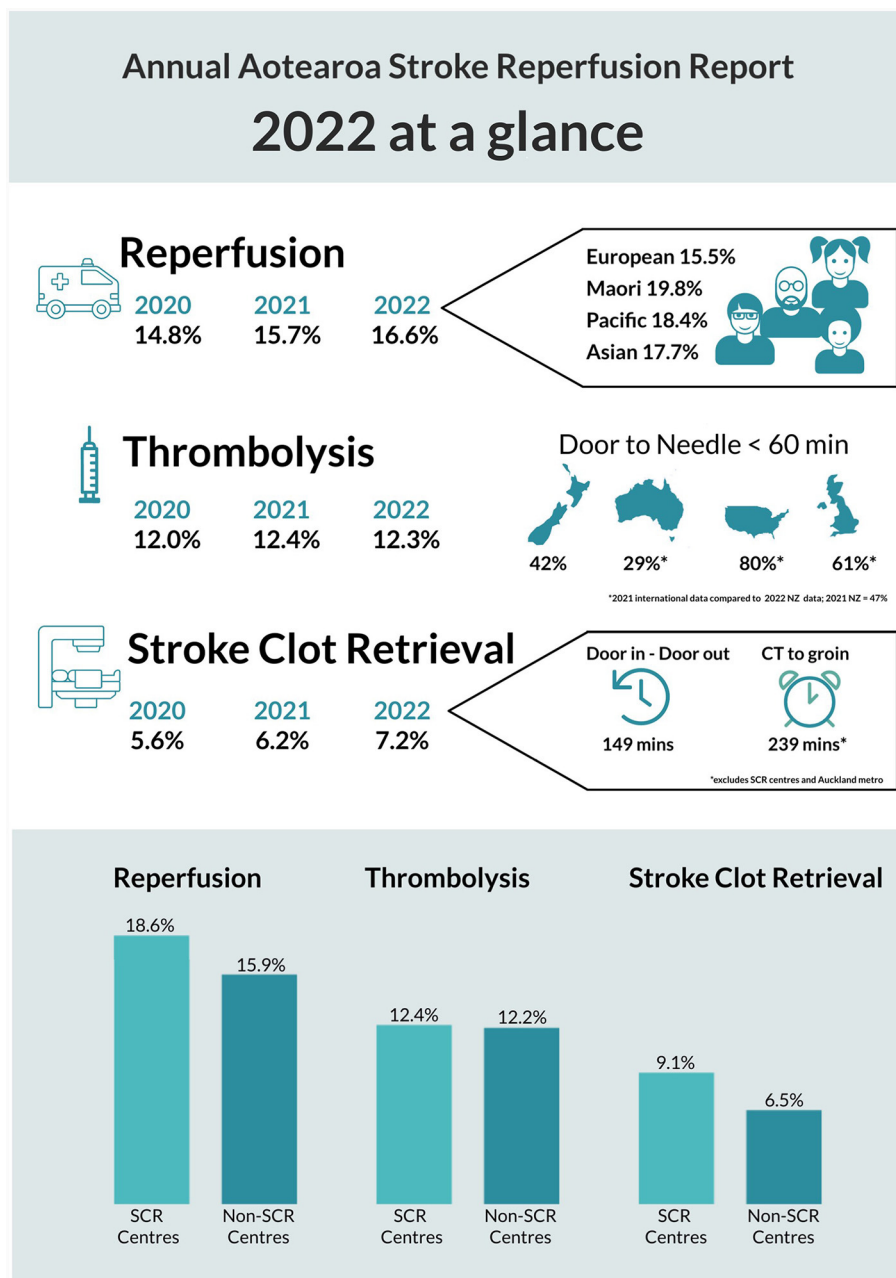 Annual Aotearoa Stroke Reperfusion Report
2022 at a glance
Reperfusion
2020 2021 2022
14.8% 15.7% 16.6%
European 15.5%
Maori 19.8%
Pacific 18.4%
Asian 17.7%
Thrombolysis
2020 2021 2022
12.0% 12.4% 12.3%
Door to Needle < 60 min
42% 29%* 80%* 61%*
*2021 international data compared to 2022 NZ data; 2021 NZ = 47%
Stroke Clot Retrieval
2020 2021 2022
5.6% 6.2% 7.2%
Door in - Door out CT to groin
149 mins 239 mins*
*excludes SCR centres and Auckland metro
Reperfusion Thrombolysis Stroke Clot Retrieval
18.6% 15.9% 12.4% 12.2% 9.1% 6.5%
SCR Non-SCR SCR Non-SCR SCR Non-SCR
Centres Centres Centres Centres Centres Centres